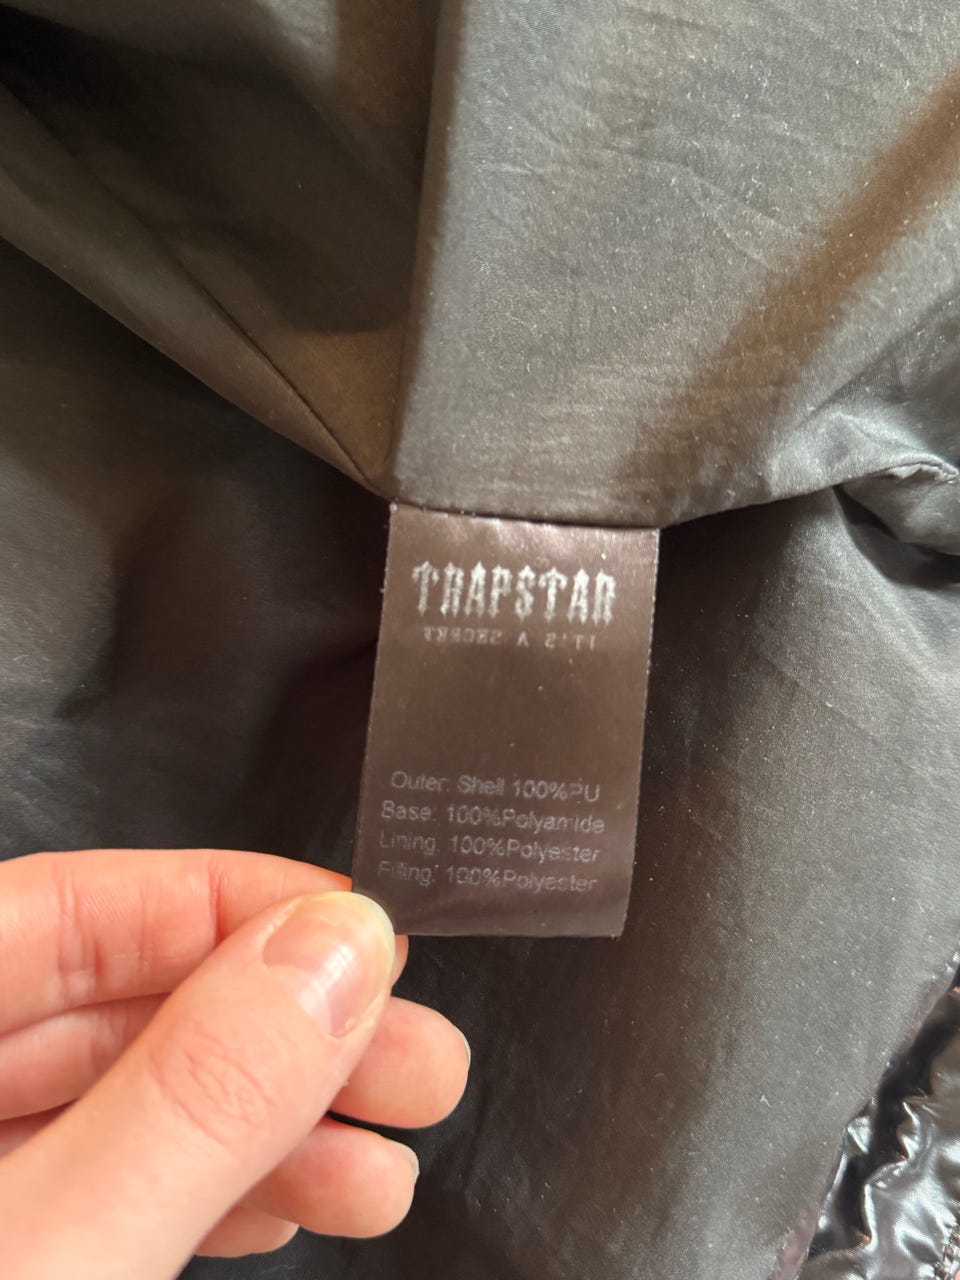 TRAPSTAR
IT'S A SECRET
Outer: Shell 100%PU
Base: 100%Polyamide
Lining: 100%Polyester
Filling: 100%Polyester